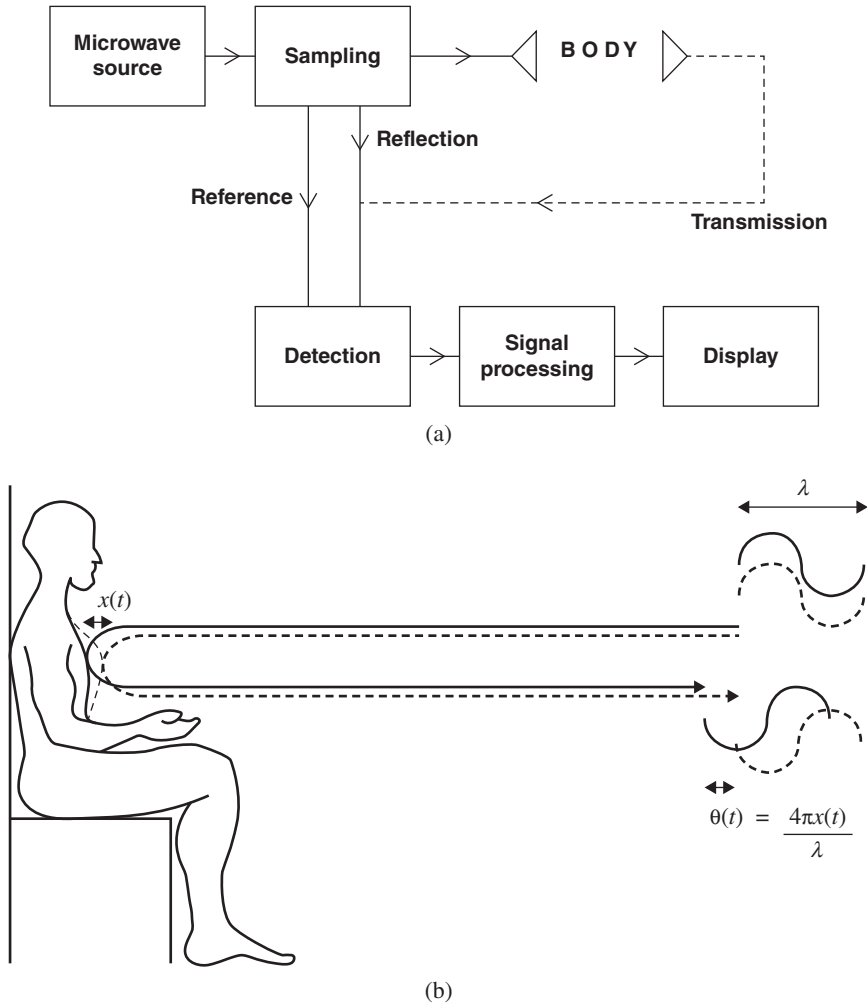 Microwave
source
Sampling
B O D Y
Reflection
Reference
Transmission
Detection
Signal
processing
Display
(a)
λ
x(t)
θ(t) = 4πx(t)
λ
(b)